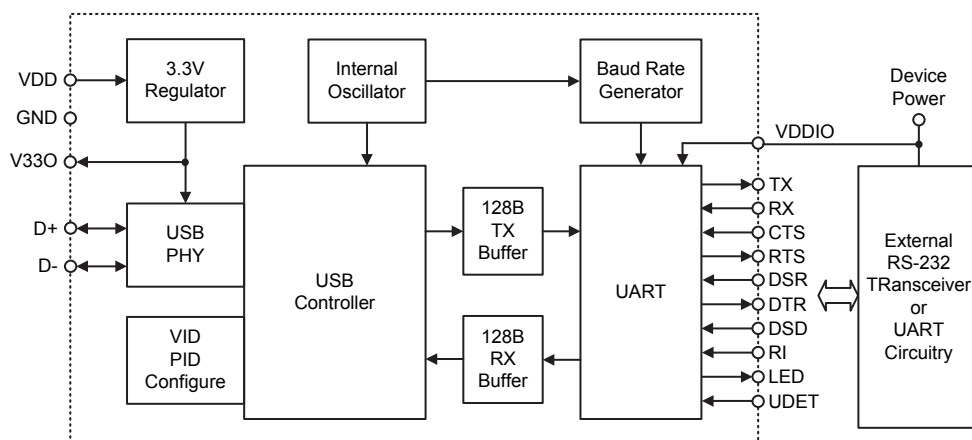 3.3V
Regulator
Internal
Oscillator
Baud Rate
Generator
Device
Power
VDD
GND
V33O
VDDIO
D+
D-
USB
PHY
VID
PID
Configure
USB
Controller
128B
TX
Buffer
128B
RX
Buffer
UART
TX
RX
CTS
RTS
DSR
DTR
DSD
RI
LED
UDET
External
RS-232
TRansceiver
or
UART
Circuitry